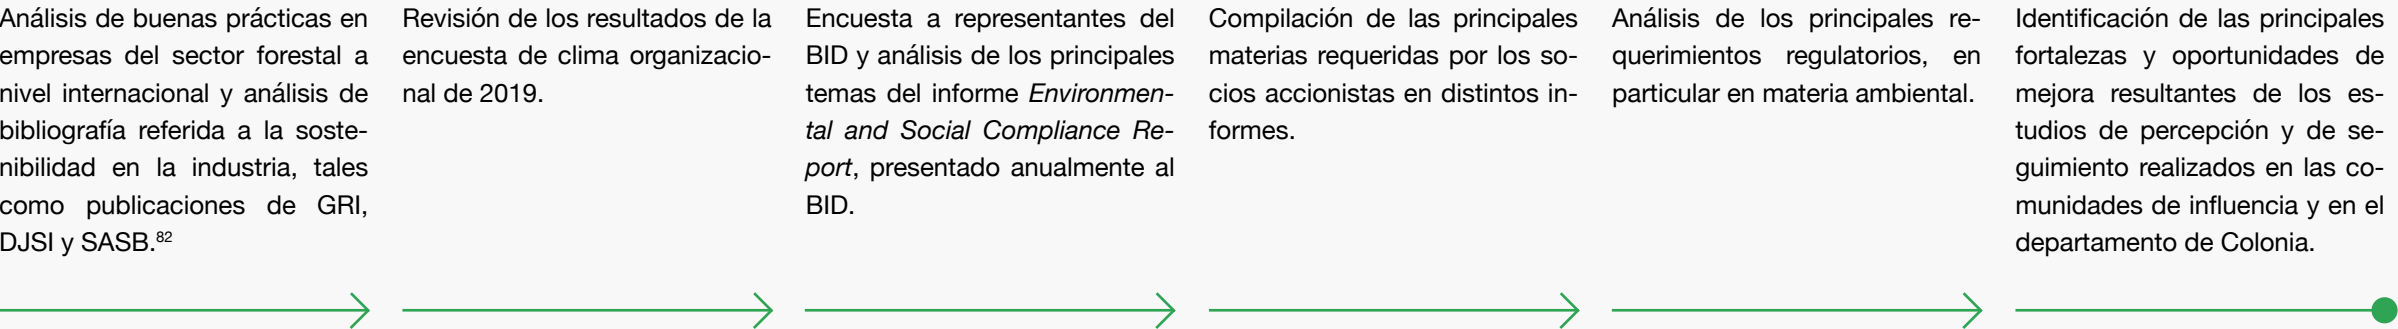 Análisis de buenas prácticas en
empresas del sector forestal a
nivel internacional y análisis de
bibliografía referida a la soste-
nibilidad en la industria, tales
como publicaciones de GRI,
DJSI y SASB.82
Revisión de los resultados de la
encuesta de clima organizacio-
nal de 2019.
Encuesta a representantes del
BID y análisis de los principales
temas del informe Environmen-
tal and Social Compliance Re-
port, presentado anualmente al
BID.
Compilación de las principales
materias requeridas por los so-
cios accionistas en distintos in-
formes.
Análisis de los principales re-
querimientos regulatorios, en
particular en materia ambiental.
Identificación de las principales
fortalezas y oportunidades de
mejora resultantes de los es-
tudios de percepción y de se-
guimiento realizados en las co-
munidades de influencia y en el
departamento de Colonia.